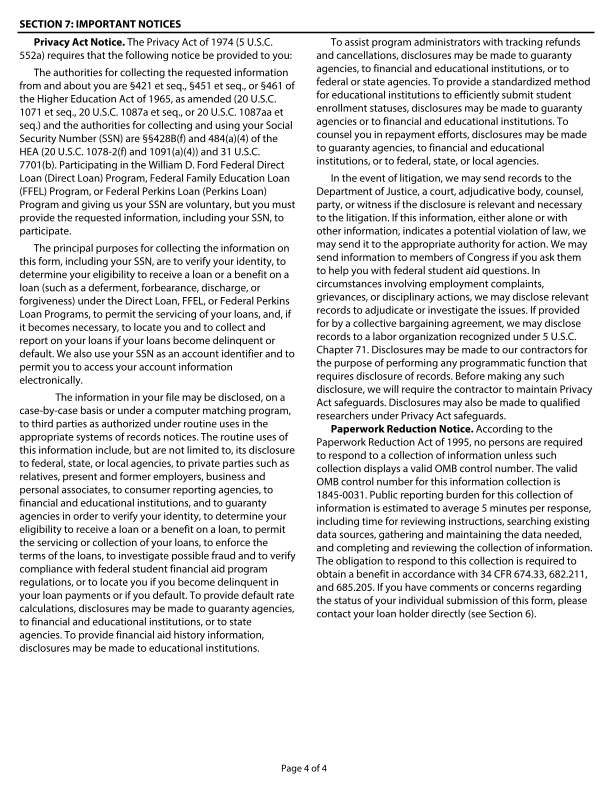 SECTION 7: IMPORTANT NOTICES
Privacy Act Notice. The Privacy Act of 1974 (5 U.S.C.
552a) requires that the following notice be provided to you:
The authorities for collecting the requested information
from and about you are §421 et seq., §451 et seq., or §461 of
the Higher Education Act of 1965, as amended (20 U.S.C.
1071 et seq., 20 U.S.C. 1087a et seq., or 20 U.S.C. 1087aa et
seq.) and the authorities for collecting and using your Social
Security Number (SSN) are §§428B(f) and 484(a)(4) of the
HEA (20 U.S.C. 1078-2(f) and 1091(a)(4)) and 31 U.S.C.
7701(b). Participating in the William D. Ford Federal Direct
Loan (Direct Loan) Program, Federal Family Education Loan
(FFEL) Program, or Federal Perkins Loan (Perkins Loan)
Program and giving us your SSN are voluntary, but you must
provide the requested information, including your SSN, to
participate.
The principal purposes for collecting the information on
this form, including your SSN, are to verify your identity, to
determine your eligibility to receive a loan or a benefit on a
loan (such as a deferment, forbearance, discharge, or
forgiveness) under the Direct Loan, FFEL, or Federal Perkins
Loan Programs, to permit the servicing of your loans, and, if
it becomes necessary, to locate you and to collect and
report on your loans if your loans become delinquent or
default. We also use your SSN as an account identifier and to
permit you to access your account information
electronically.
The information in your file may be disclosed, on a
case-by-case basis or under a computer matching program,
to third parties as authorized under routine uses in the
appropriate systems of records notices. The routine uses of
this information include, but are not limited to, its disclosure
to federal, state, or local agencies, to private parties such as
relatives, present and former employers, business and
personal associates, to consumer reporting agencies, to
financial and educational institutions, and to guaranty
agencies in order to verify your identity, to determine your
eligibility to receive a loan or a benefit on a loan, to permit
the servicing or collection of your loans, to enforce the
terms of the loans, to investigate possible fraud and to verify
compliance with federal student financial aid program
regulations, or to locate you if you become delinquent in
your loan payments or if you default. To provide default rate
calculations, disclosures may be made to guaranty agencies,
to financial and educational institutions, or to state
agencies. To provide financial aid history information,
disclosures may be made to educational institutions.
To assist program administrators with tracking refunds
and cancellations, disclosures may be made to guaranty
agencies, to financial and educational institutions, or to
federal or state agencies. To provide a standardized method
for educational institutions to efficiently submit student
enrollment statuses, disclosures may be made to guaranty
agencies or to financial and educational institutions. To
counsel you in repayment efforts, disclosures may be made
to guaranty agencies, to financial and educational
institutions, or to federal, state, or local agencies.
In the event of litigation, we may send records to the
Department of Justice, a court, adjudicative body, counsel,
party, or witness if the disclosure is relevant and necessary
to the litigation. If this information, either alone or with
other information, indicates a potential violation of law, we
may send it to the appropriate authority for action. We may
send information to members of Congress if you ask them
to help you with federal student aid questions. In
circumstances involving employment complaints,
grievances, or disciplinary actions, we may disclose relevant
records to adjudicate or investigate the issues. If provided
for by a collective bargaining agreement, we may disclose
records to a labor organization recognized under 5 U.S.C.
Chapter 71. Disclosures may be made to our contractors for
the purpose of performing any programmatic function that
requires disclosure of records. Before making any such
disclosure, we will require the contractor to maintain Privacy
Act safeguards. Disclosures may also be made to qualified
researchers under Privacy Act safeguards.
Paperwork Reduction Notice. According to the
Paperwork Reduction Act of 1995, no persons are required
to respond to a collection of information unless such
collection displays a valid OMB control number. The valid
OMB control number for this information collection is
1845-0031. Public reporting burden for this collection of
information is estimated to average 5 minutes per response,
including time for reviewing instructions, searching existing
data sources, gathering and maintaining the data needed,
and completing and reviewing the collection of information.
The obligation to respond to this collection is required to
obtain a benefit in accordance with 34 CFR 674.33, 682.211,
and 685.205. If you have comments or concerns regarding
the status of your individual submission of this form, please
contact your loan holder directly (see Section 6).
Page 4 of 4